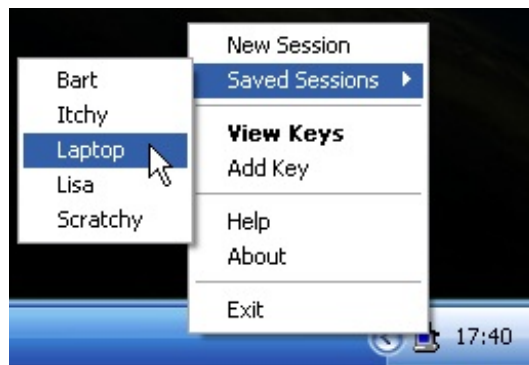 New Session
Saved Sessions
Bart
Itchy
Laptop
Lisa
Scratchy
View Keys
Add Key
Help
About
Exit
17:40